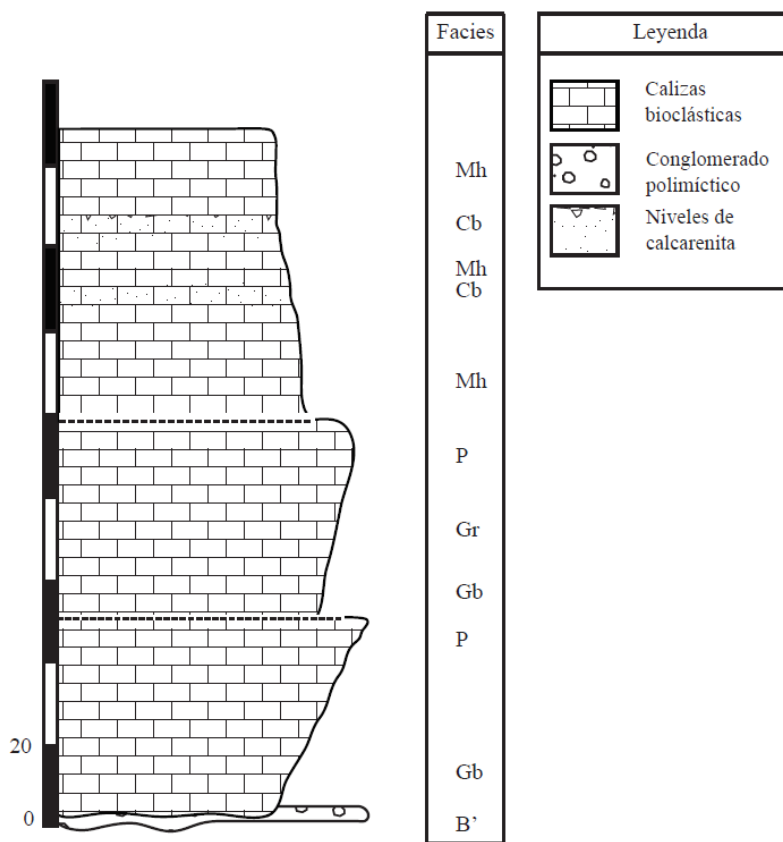 Facies
Mh
Cb
Mh
Cb
Mh
P
Gr
Gb
P
Gb
B’
Leyenda
Calizas
bioclásticas
Conglomerado
polimíctico
Niveles de
calcarenita
20
0